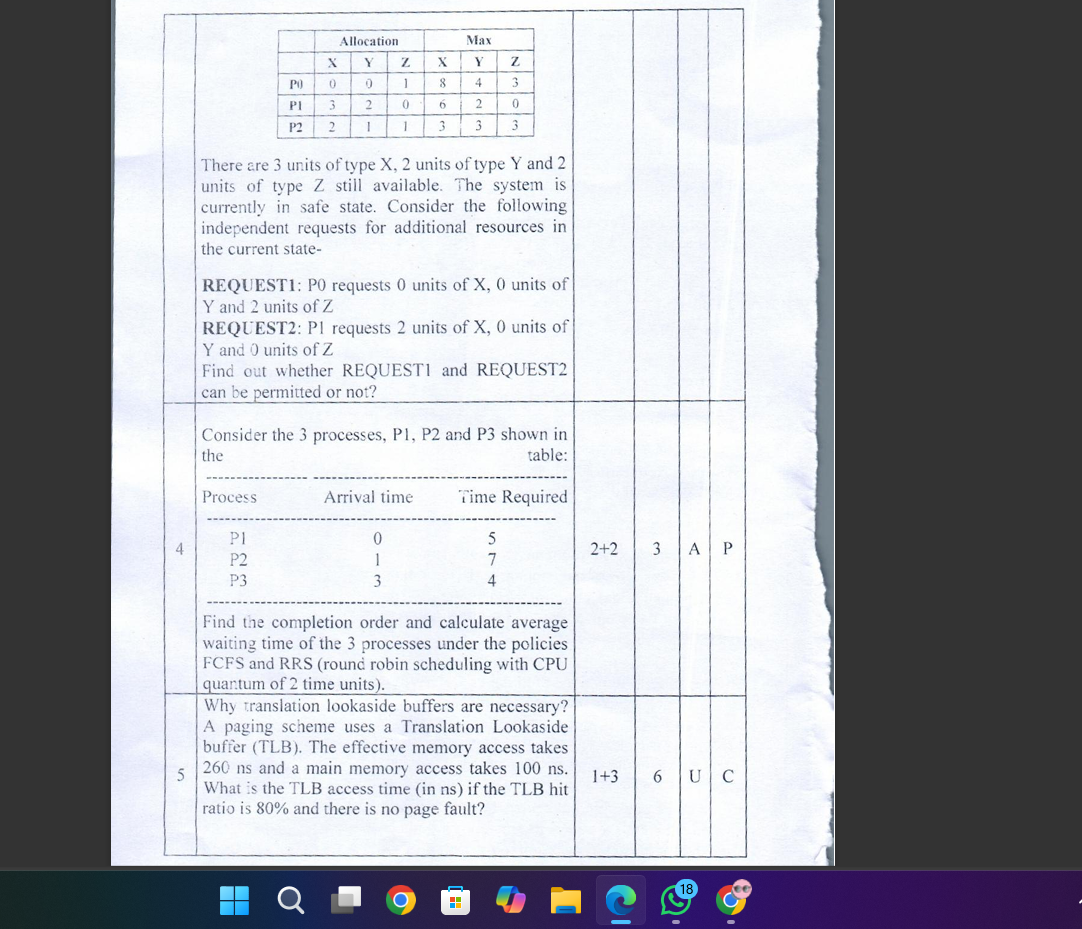 Allocation Max
X Y Z X Y Z
P0 0 0 1 8 4 3
P1 3 2 0 6 2 0
P2 2 1 1 3 3 3
There are 3 units of type X, 2 units of type Y and 2
units of type Z still available. The system is
currently in safe state. Consider the following
independent requests for additional resources in
the current state-
REQUEST1: P0 requests 0 units of X, 0 units of
Y and 2 units of Z
REQUEST2: P1 requests 2 units of X, 0 units of
Y and 0 units of Z
Find out whether REQUEST1 and REQUEST2
can be permitted or not?
Consider the 3 processes, P1, P2 and P3 shown in
the table:
Process Arrival time Time Required
P1 0 5
4 P2 1 7 2+2 3 A P
P3 3 4
Find the completion order and calculate average
waiting time of the 3 processes under the policies
FCFS and RRS (round robin scheduling with CPU
quantum of 2 time units).
Why translation lookaside buffers are necessary?
A paging scheme uses a Translation Lookaside
buffer (TLB). The effective memory access takes
5 260 ns and a main memory access takes 100 ns. 1+3 6 U C
What is the TLB access time (in ns) if the TLB hit
ratio is 80% and there is no page fault?
18